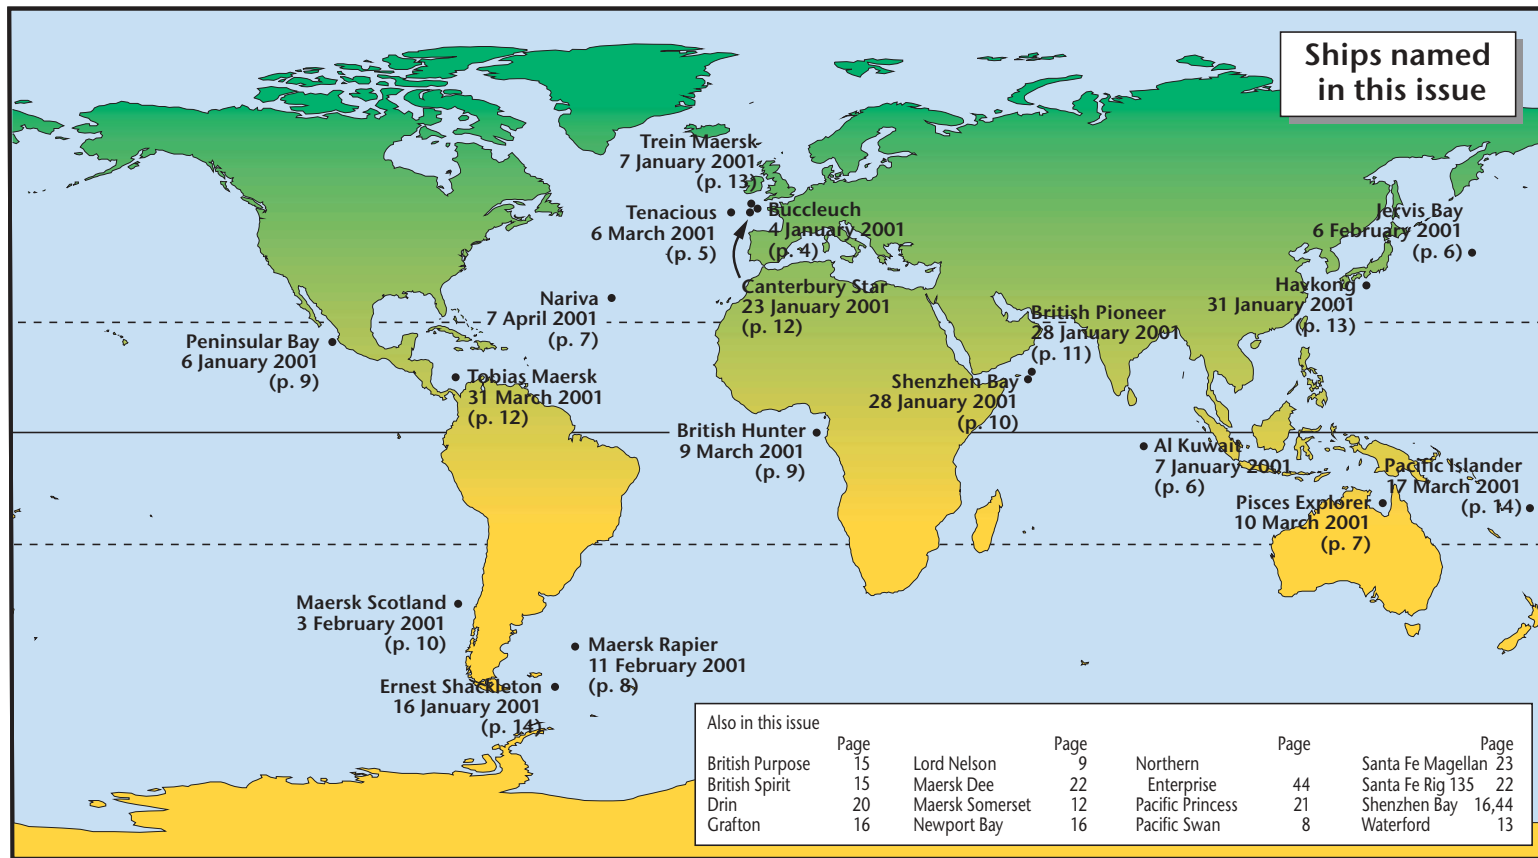 Ships named
in this issue
Trein Maersk
7 January 2001
(p. 13)
Tenacious
6 March 2001
(p. 5)
Buccleuch
4 January 2001
(p. 4)
Jervis Bay
6 February 2001
(p. 6)
Canterbury Star
23 January 2001
(p. 12)
Havkong
31 January 2001
(p. 13)
Nariva
7 April 2001
(p. 7)
British Pioneer
28 January 2001
(p. 11)
Peninsular Bay
6 January 2001
(p. 9)
Tobias Maersk
31 March 2001
(p. 12)
Shenzhen Bay
28 January 2001
(p. 10)
British Hunter
9 March 2001
(p. 9)
Al Kuwait
7 January 2001
(p. 6)
Pacific Islander
17 March 2001
(p. 14)
Pisces Explorer
10 March 2001
(p. 7)
Maersk Scotland
3 February 2001
(p. 10)
Maersk Rapier
11 February 2001
(p. 8)
Ernest Shackleton
16 January 2001
(p. 14)
Also in this issue
Page Page Page Page
British Purpose 15 Lord Nelson 9 Northern Santa Fe Magellan 23
British Spirit 15 Maersk Dee 22 Enterprise 44 Santa Fe Rig 135 22
Drin 20 Maersk Somerset 12 Pacific Princess 21 Shenzhen Bay 16,44
Grafton 16 Newport Bay 16 Pacific Swan 8 Waterford 13